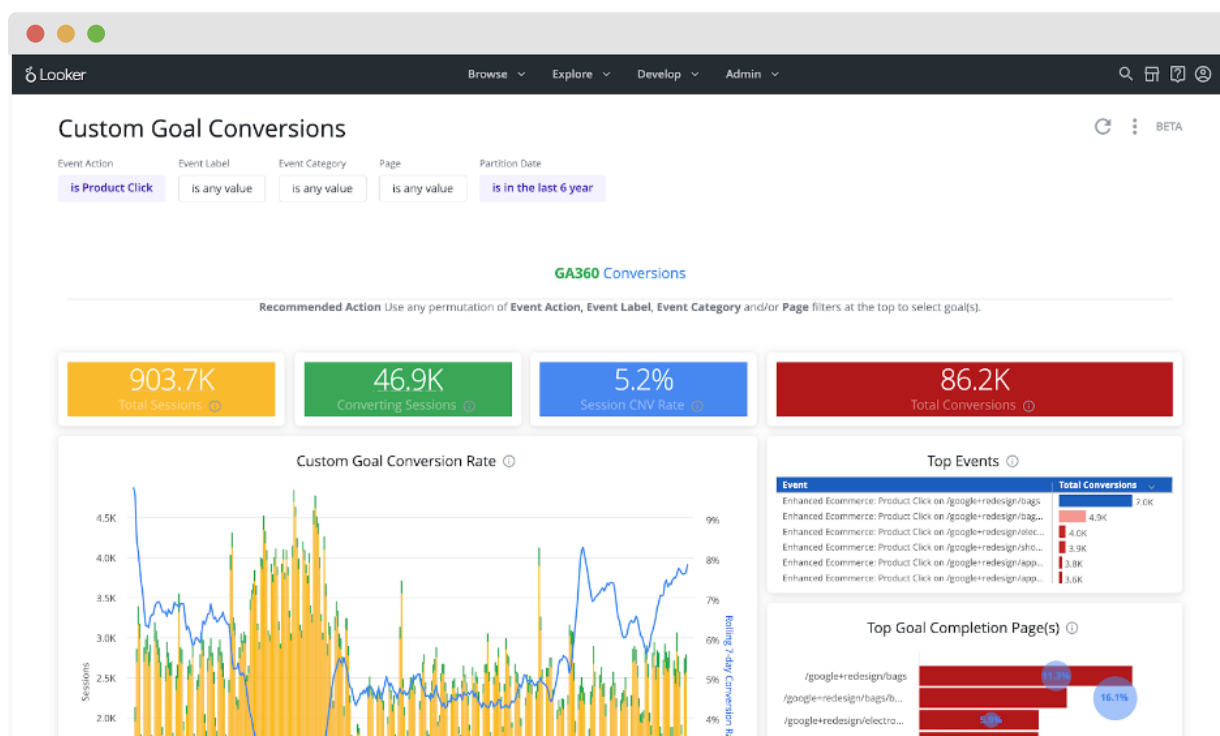 Looker
Browse Explore Develop Admin
Custom Goal Conversions
BETA
Event Action Event Label Event Category Page Partition Date
is Product Click is any value is any value is any value is in the last 6 year
GA360 Conversions
Recommended Action Use any permutation of Event Action, Event Label, Event Category and/or Page filters at the top to select goal(s).
903.7K
Total Sessions
46.9K
Converting Sessions
5.2%
Session CNV Rate
86.2K
Total Conversions
Custom Goal Conversion Rate
4.5K
4.0K
3.5K
3.0K
2.5K
2.0K
Sessions
9%
8%
7%
6%
5%
4%
Rolling 7-day Conversion
Top Events
Event Total Conversions
Enhanced Ecommerce: Product Click on /google+redesign/bags 7.0K
Enhanced Ecommerce: Product Click on /google+redesign/bag... 4.9K
Enhanced Ecommerce: Product Click on /google+redesign/elec... 4.0K
Enhanced Ecommerce: Product Click on /google+redesign/sho... 3.9K
Enhanced Ecommerce: Product Click on /google+redesign/app... 3.8K
Enhanced Ecommerce: Product Click on /google+redesign/app... 3.6K
Top Goal Completion Page(s)
/google+redesign/bags 11.3%
/google+redesign/bags/b... 16.1%
/google+redesign/electro... 5.9%